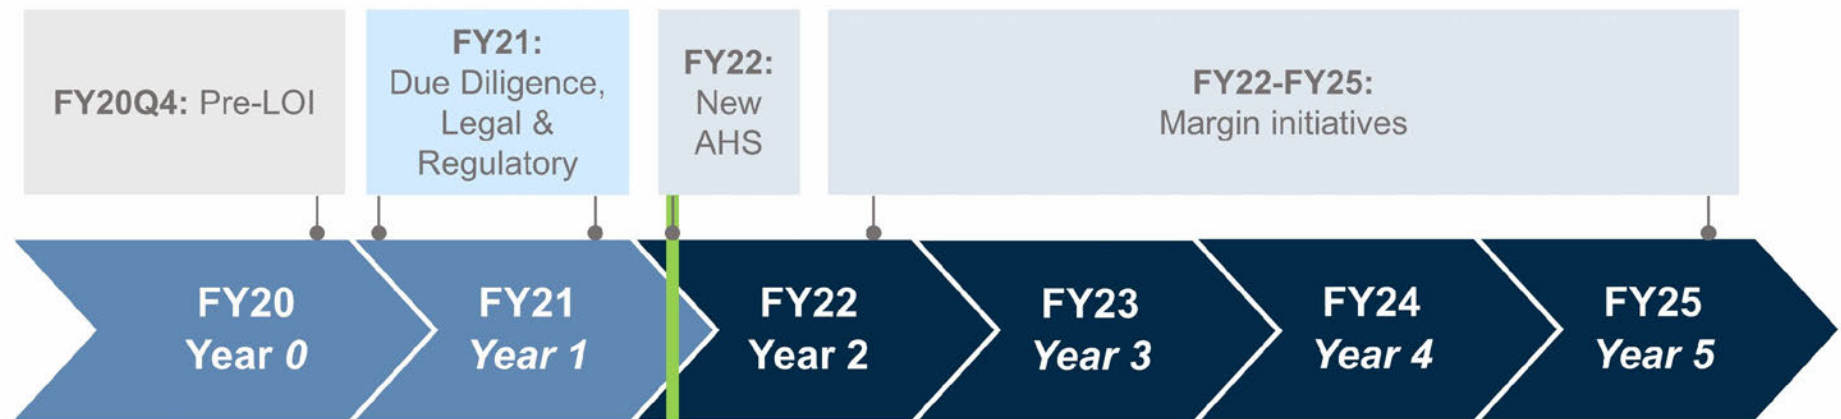 FY20Q4: Pre-LOI
FY21:
Due Diligence,
Legal &
Regulatory
FY22:
New
AHS
FY22-FY25:
Margin initiatives
FY20
Year 0
FY21
Year 1
FY22
Year 2
FY23
Year 3
FY24
Year 4
FY25
Year 5